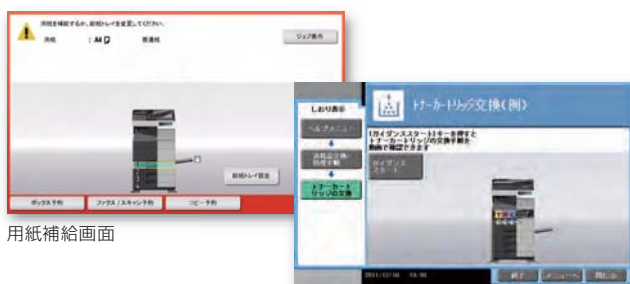 用紙を補給するか、給紙トレイを変更してください。
用紙 : A4 普通紙
ジョブ表示
給紙トレイ設定
ボックス予約 ファクス/スキャン予約 コピー予約
用紙補給画面
しおり表示
ヘルプメニュー
消耗品交換/
処理手順
トナーカート
リッジの交換
トナーカートリッジ交換(例)
[ガイダンススタート]キーを押すと
トナーカートリッジの交換手順を
動画で確認できます
ガイダンス
スタート
終了 メニューへ 閉じる